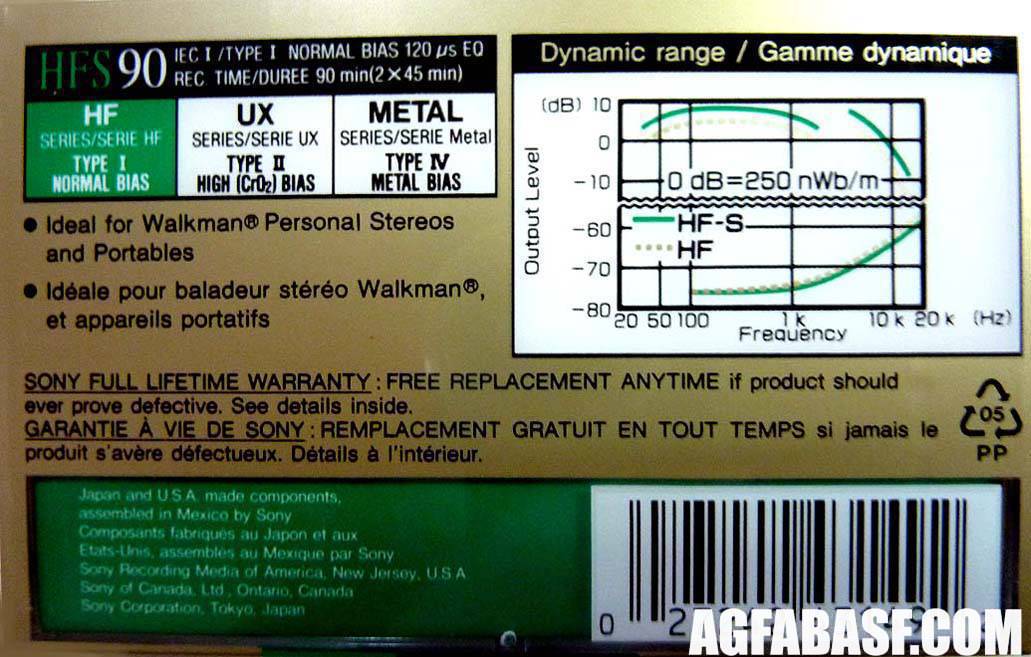 HFS 90 IEC I /TYPE I NORMAL BIAS 120 µs EQ
REC TIME/DUREE 90 min(2×45 min)
HF
SERIES/SERIE HF
TYPE I
NORMAL BIAS
UX
SERIES/SERIE UX
TYPE II
HIGH (CrO₂) BIAS
METAL
SERIES/SERIE Metal
TYPE IV
METAL BIAS
● Ideal for Walkman® Personal Stereos
and Portables
● Idéale pour baladeur stéréo Walkman®,
et appareils portatifs
Dynamic range / Gamme dynamique
(dB) 10
0
−10
0 dB=250 nWb/m
−60
HF-S
HF
−70
−80
Output Level
20 50 100 1 k 10 k 20 k (Hz)
Frequency
SONY FULL LIFETIME WARRANTY : FREE REPLACEMENT ANYTIME if product should
ever prove defective. See details inside.
GARANTIE À VIE DE SONY : REMPLACEMENT GRATUIT EN TOUT TEMPS si jamais le
produit s'avère défectueux. Détails à l'intérieur.
05
PP
Japan and U.S.A. made components,
assembled in Mexico by Sony
Composants fabriqués au Japon et aux
Etats-Unis, assemblés au Mexique par Sony
Sony Recording Media of America, New Jersey, U.S.A
Sony of Canada, Ltd., Ontario, Canada
Sony Corporation, Tokyo, Japan
0 2
AGFABASF.COM